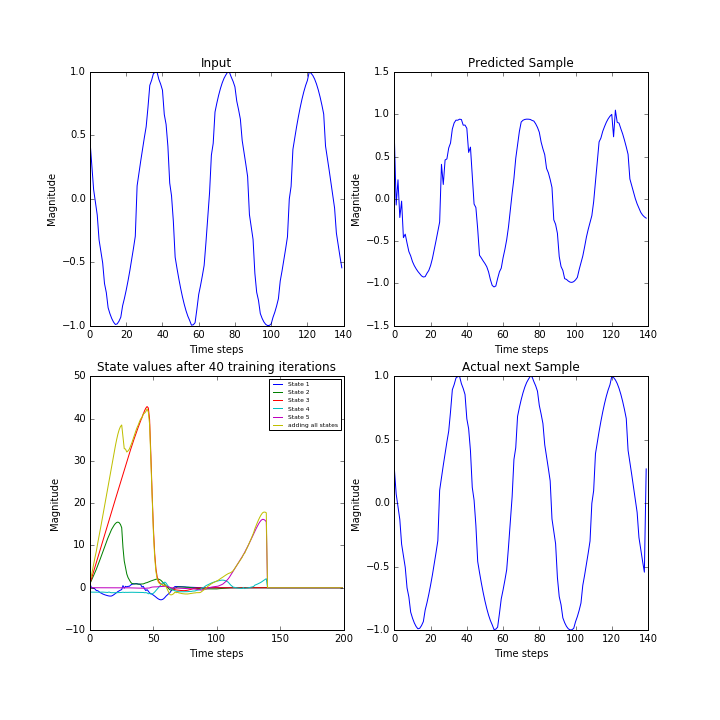 Input
Magnitude
1.0
0.5
0.0
−0.5
−1.0
0 20 40 60 80 100 120 140
Time steps
Predicted Sample
Magnitude
1.5
1.0
0.5
0.0
−0.5
−1.0
−1.5
0 20 40 60 80 100 120 140
Time steps
State values after 40 training iterations
Magnitude
50
40
30
20
10
0
−10
0 50 100 150 200
Time steps
State 1
State 2
State 3
State 4
State 5
adding all states
Actual next Sample
Magnitude
1.0
0.5
0.0
−0.5
−1.0
0 20 40 60 80 100 120 140
Time steps